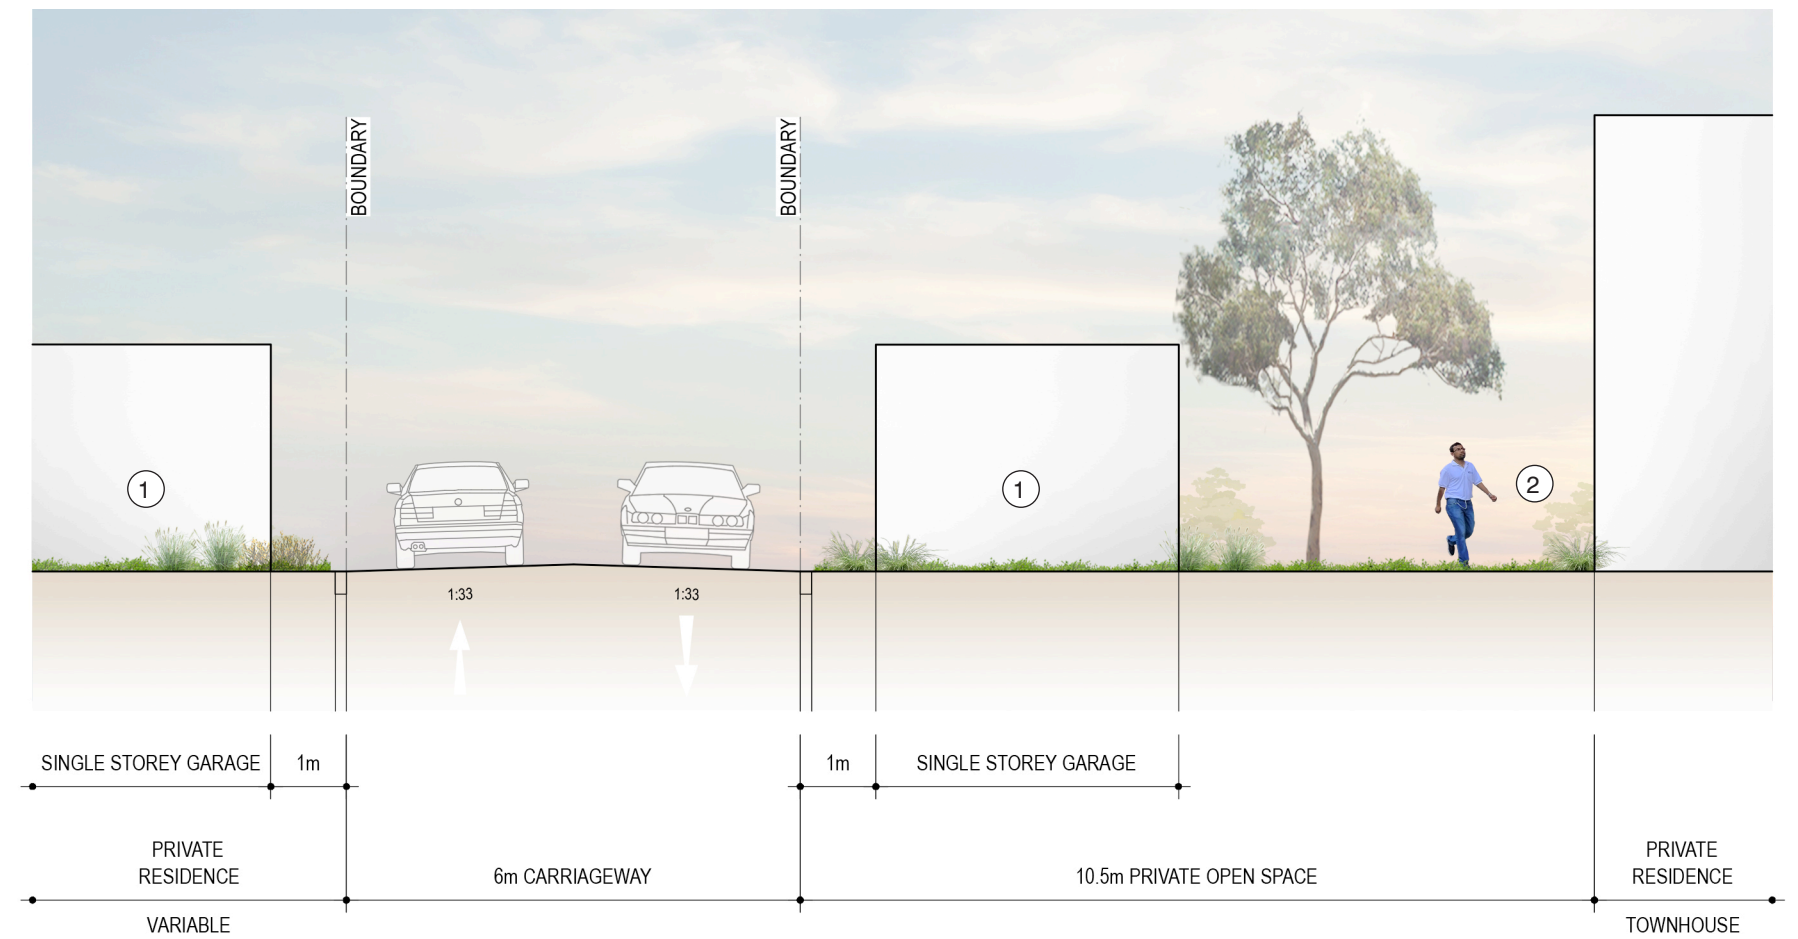 BOUNDARY
BOUNDARY
1
1
2
1:33
1:33
SINGLE STOREY GARAGE
1m
1m
SINGLE STOREY GARAGE
PRIVATE
RESIDENCE
6m CARRIAGEWAY
10.5m PRIVATE OPEN SPACE
PRIVATE
RESIDENCE
VARIABLE
TOWNHOUSE